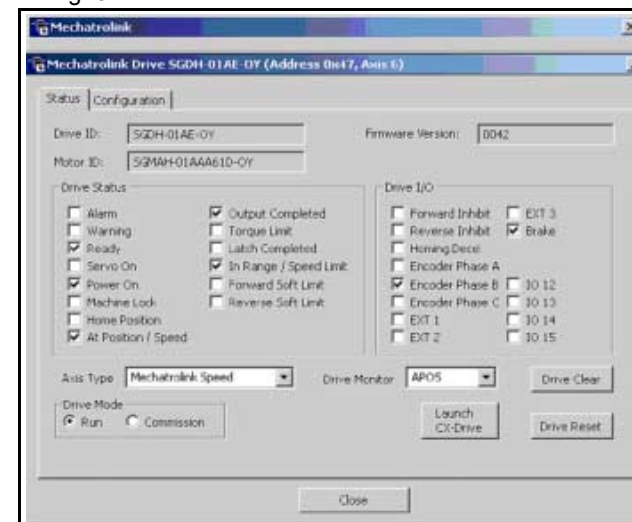 Mechatrolink
Mechatrolink Drive SGDH-01AE-OY (Address 0x47, Axis 6)
Status Configuration
Drive ID: SGDH-01AE-OY Firmware Version: 0042
Motor ID: SGMAH-01AAA61D-OY
Drive Status
Alarm
Warning
Ready
Servo On
Power On
Machine Lock
Home Position
At Position / Speed
Output Completed
Torque Limit
Latch Completed
In Range / Speed Limit
Forward Soft Limit
Reverse Soft Limit
Drive I/O
Forward Inhibit
Reverse Inhibit
Homing Decel
Encoder Phase A
Encoder Phase B
Encoder Phase C
EXT 1
EXT 2
EXT 3
Brake
IO 12
IO 13
IO 14
IO 15
Axis Type Mechatrolink Speed Drive Monitor APOS Drive Clear
Drive Mode
Run Commission
Launch
CX-Drive
Drive Reset
Close